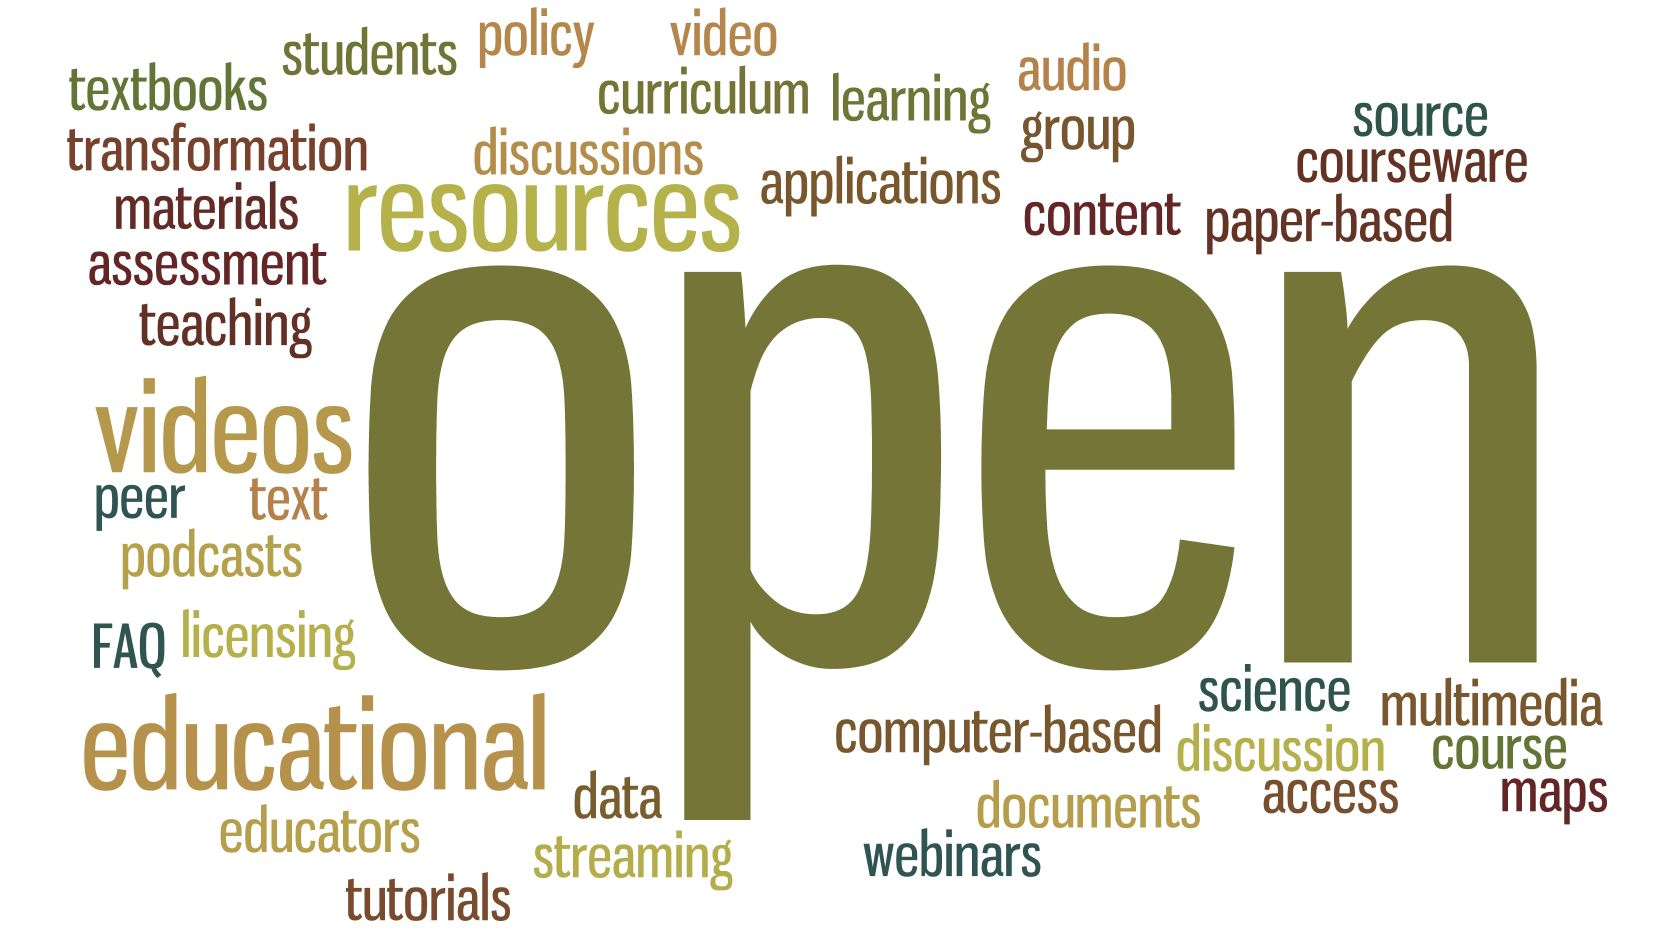 policy
video
students
audio
textbooks
curriculum
learning
source
group
transformation
discussions
courseware
applications
materials
resources
content
paper-based
assessment
teaching
open
videos
peer
text
podcasts
FAQ
licensing
science
multimedia
educational
computer-based
discussion
course
data
documents
access
maps
educators
streaming
webinars
tutorials